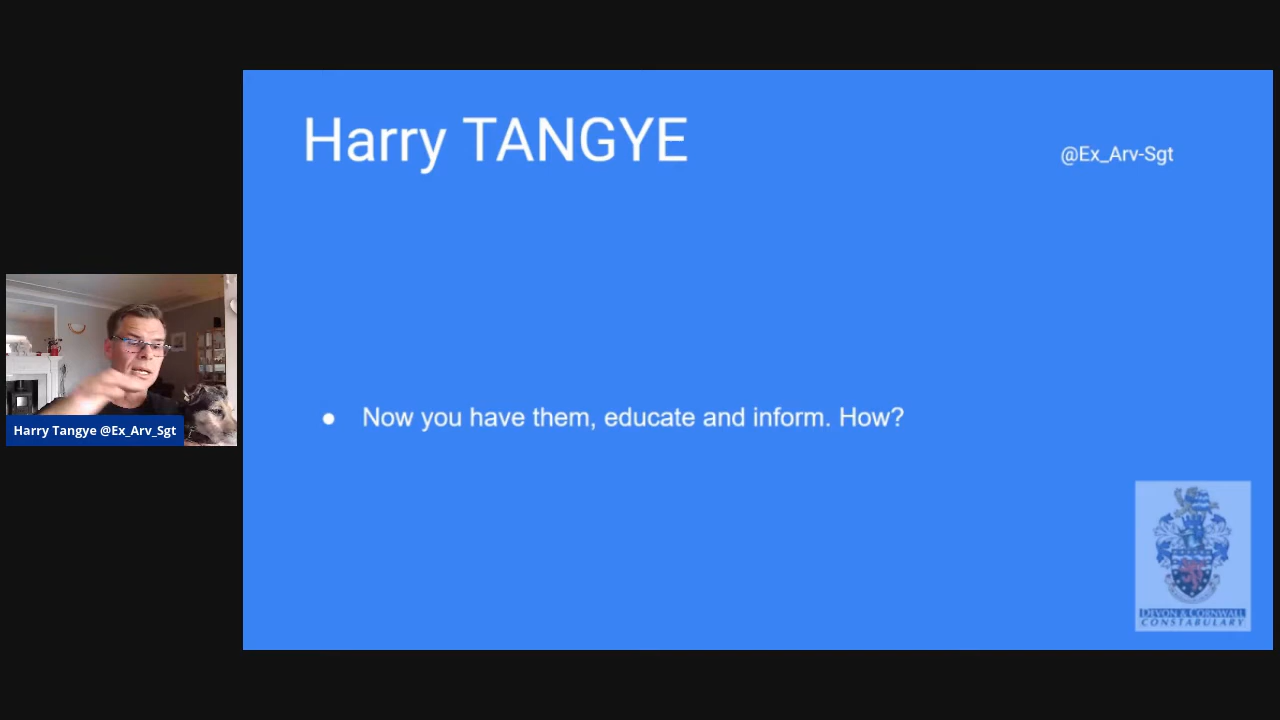 Harry TANGYE
@Ex_Arv-Sgt
Now you have them, educate and inform. How?
Harry Tangye @Ex_Arv_Sgt
DEVON & CORNWALL
CONSTABULARY